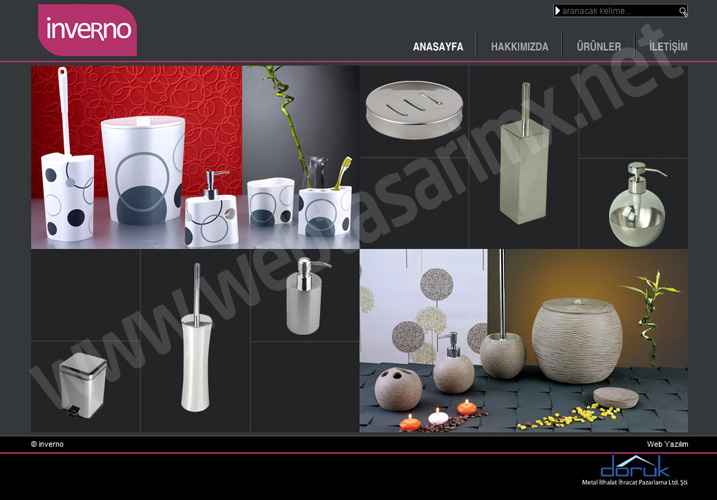 inverno
aranacak kelime...
ANASAYFA
HAKKIMIZDA
ÜRÜNLER
İLETİŞİM
www.webtasarimx.net
© inverno
Web Yazılım
doruk
Metal İthalat İhracat Pazarlama Ltd. Şti